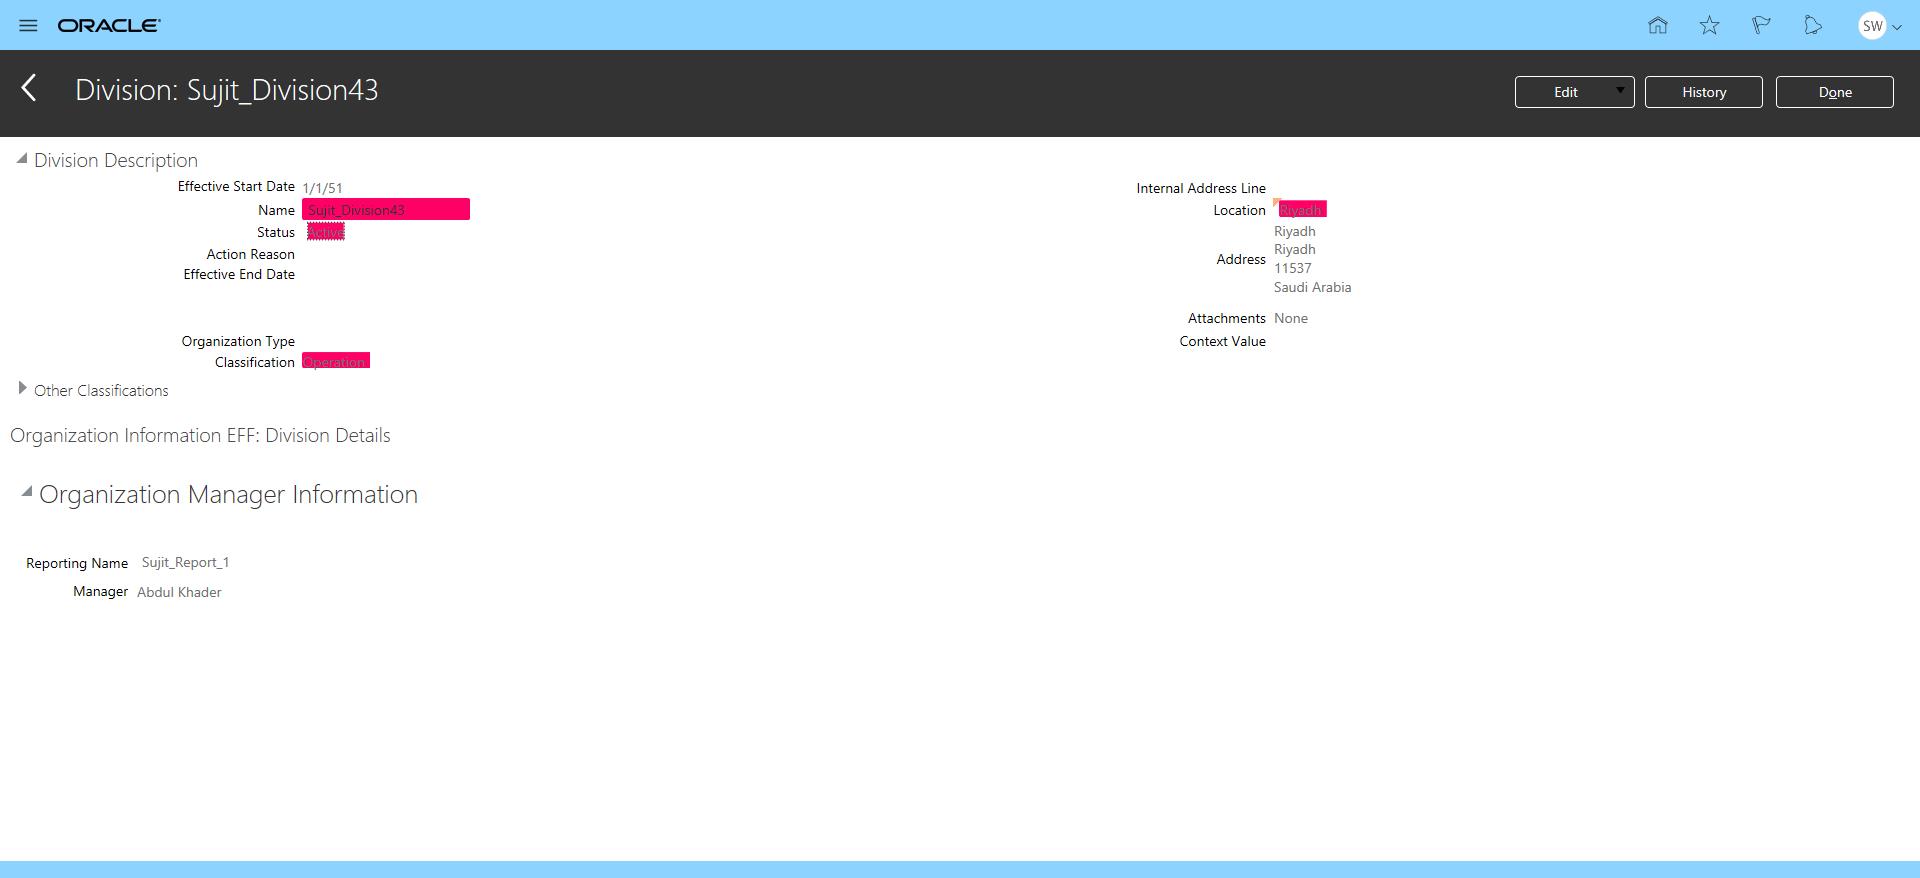 ORACLE
SW
Division: Sujit_Division43
Edit
History
Done
Division Description
Effective Start Date 1/1/51
Name Sujit_Division43
Status Active
Action Reason
Effective End Date
Organization Type
Classification Operation
Internal Address Line
Location Riyadh
Address Riyadh
Riyadh
11537
Saudi Arabia
Attachments None
Context Value
Other Classifications
Organization Information EFF: Division Details
Organization Manager Information
Reporting Name Sujit_Report_1
Manager Abdul Khader